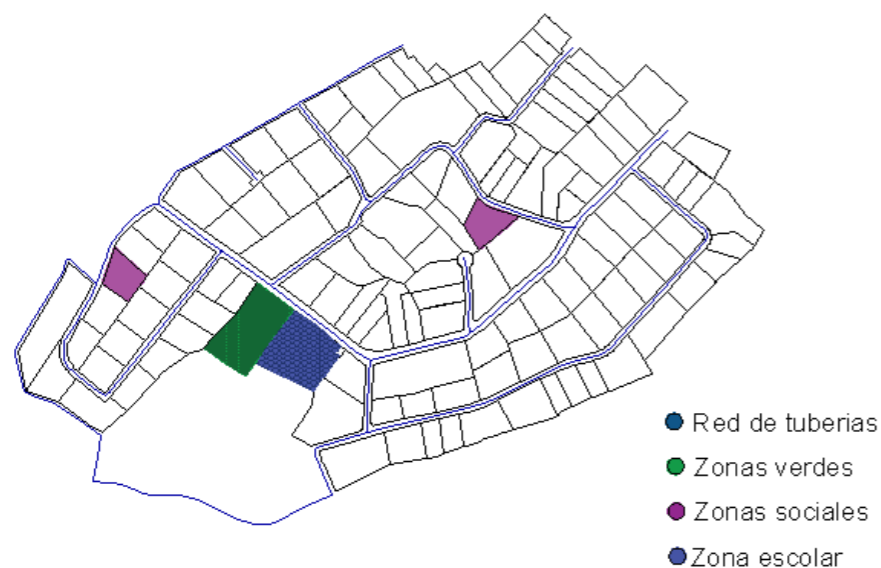 Red de tuberias
Zonas verdes
Zonas sociales
Zona escolar